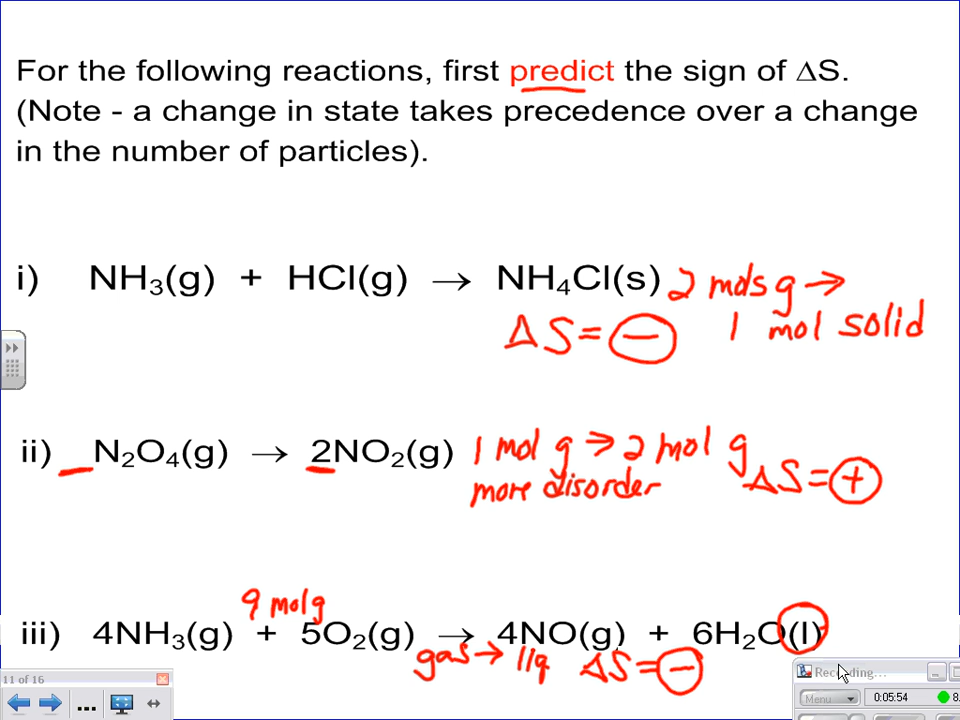 For the following reactions, first predict the sign of ΔS.
(Note - a change in state takes precedence over a change
in the number of particles).
i) NH₃(g) + HCl(g) → NH₄Cl(s) 2 mols g →
1 mol solid
ΔS = −
ii) N₂O₄(g) → 2NO₂(g) 1 mol g → 2 mol g
more disorder ΔS = +
9 mol g
iii) 4NH₃(g) + 5O₂(g) → 4NO(g) + 6H₂O(l)
gas → liq ΔS = −
11 of 16
Recording...
Menu 0:05:54 8.